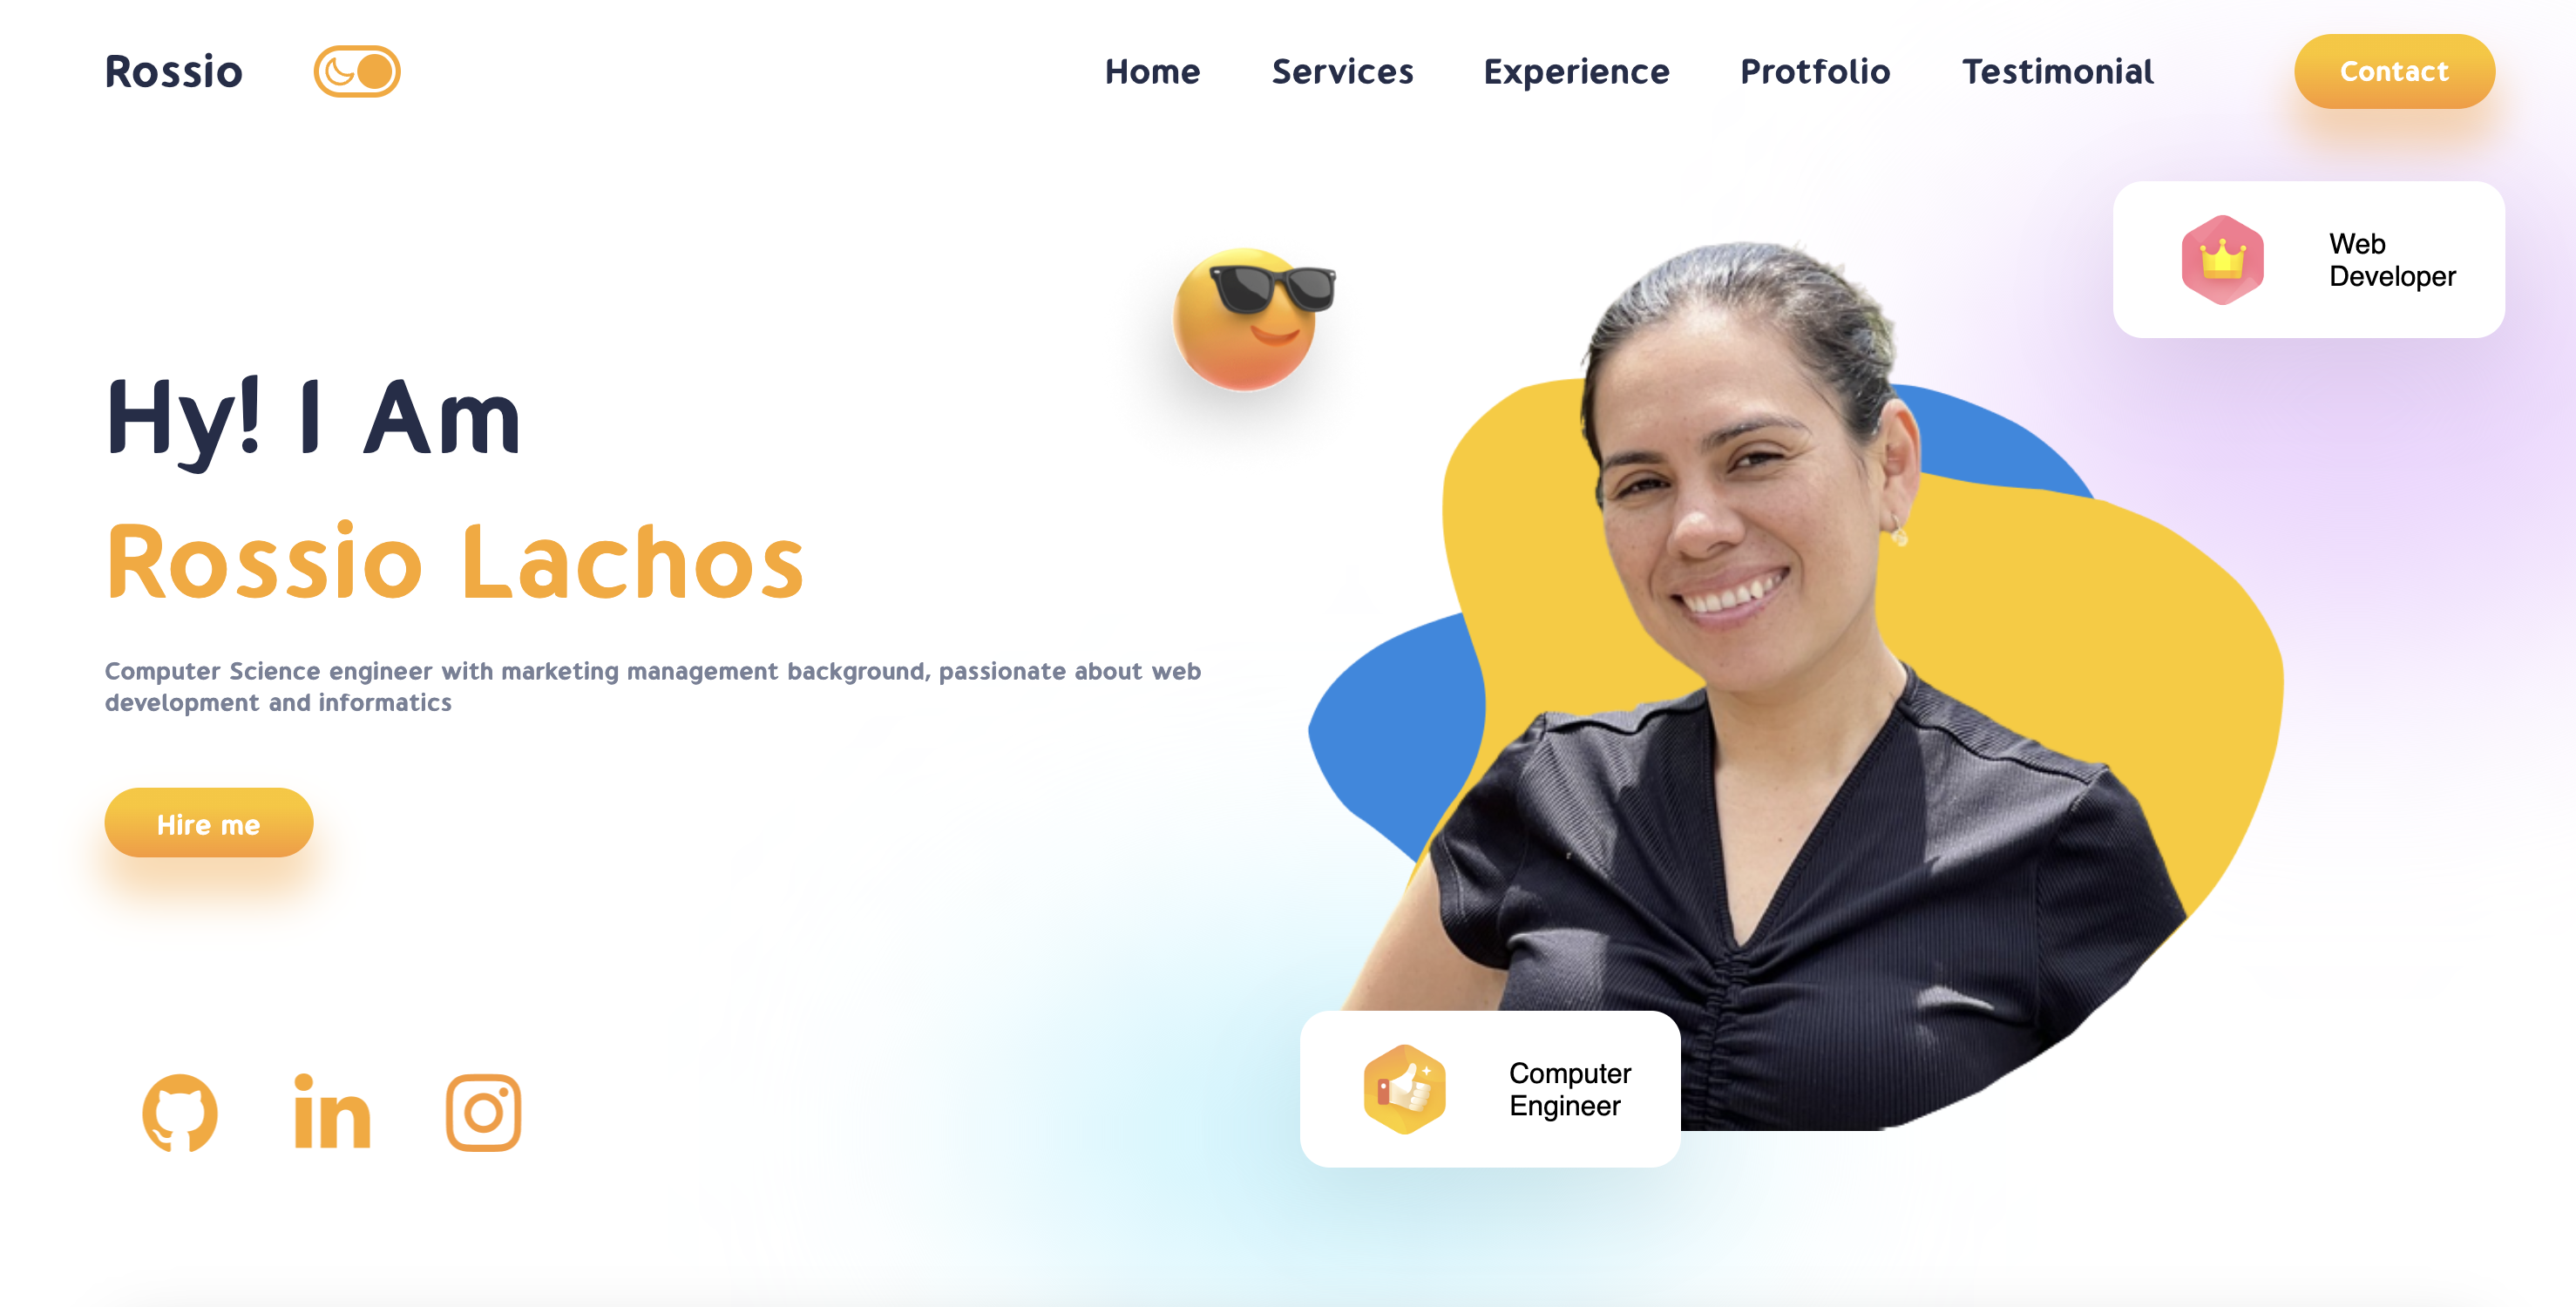 Rossio
Home Services Experience Protfolio Testimonial Contact
Web
Developer
Hy! I Am
Rossio Lachos
Computer Science engineer with marketing management background, passionate about web
development and informatics
Hire me
in
Computer
Engineer